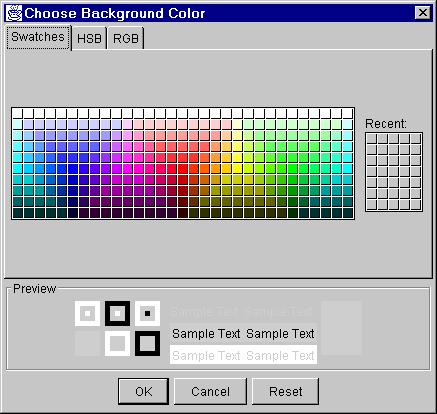 Choose Background Color
Swatches HSB RGB
Recent:
Preview
Sample Text Sample Text
Sample Text Sample Text
Sample Text Sample Text
OK Cancel Reset